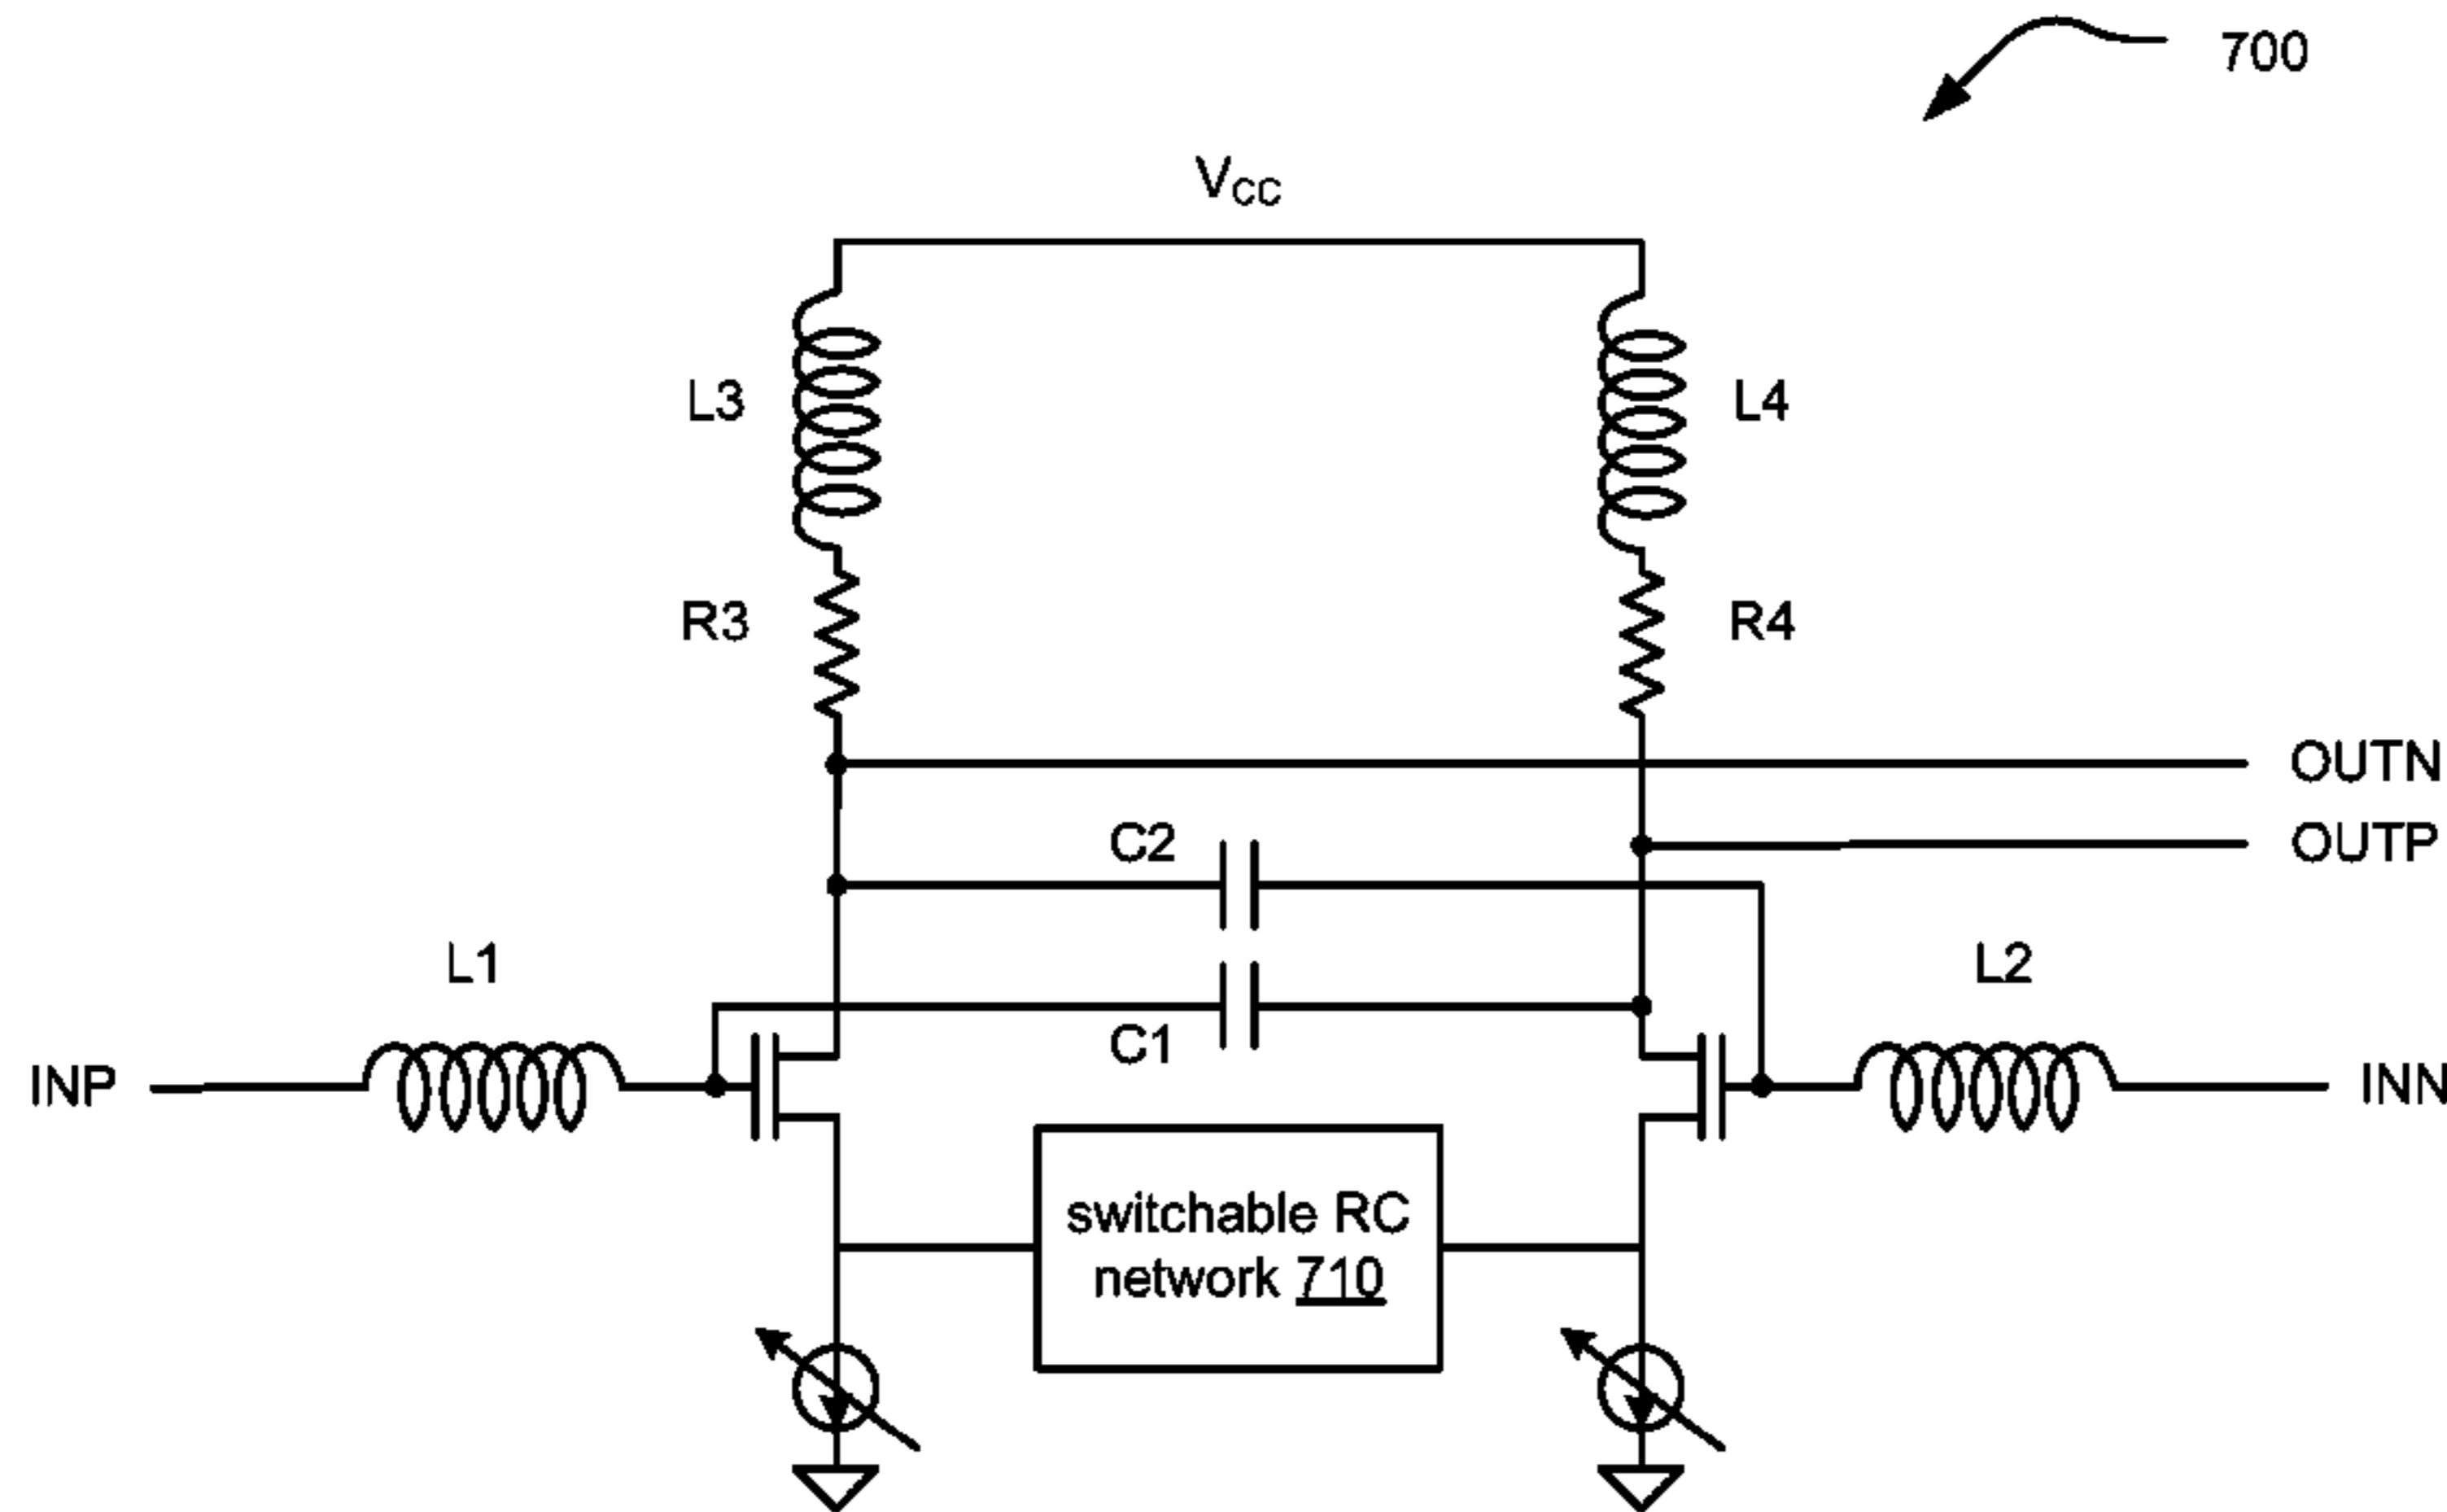 700
VCC
L3
L4
R3
R4
OUTN
C2
OUTP
L1
L2
C1
INP
INN
switchable RC
network 710